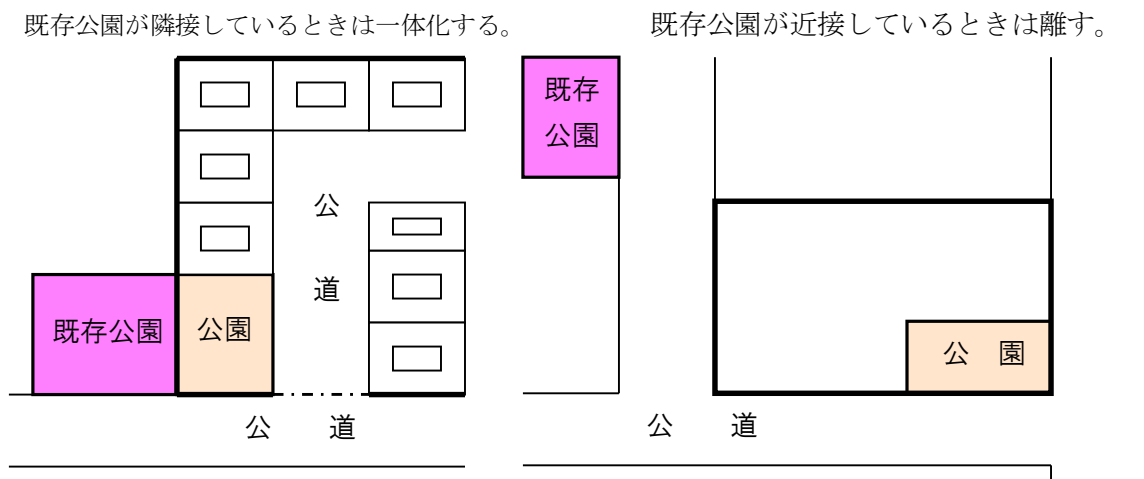 既存公園が隣接しているときは一体化する。
公
道
既存公園
公園
公　道
既存公園が近接しているときは離す。
既存
公園
公　園
公　道